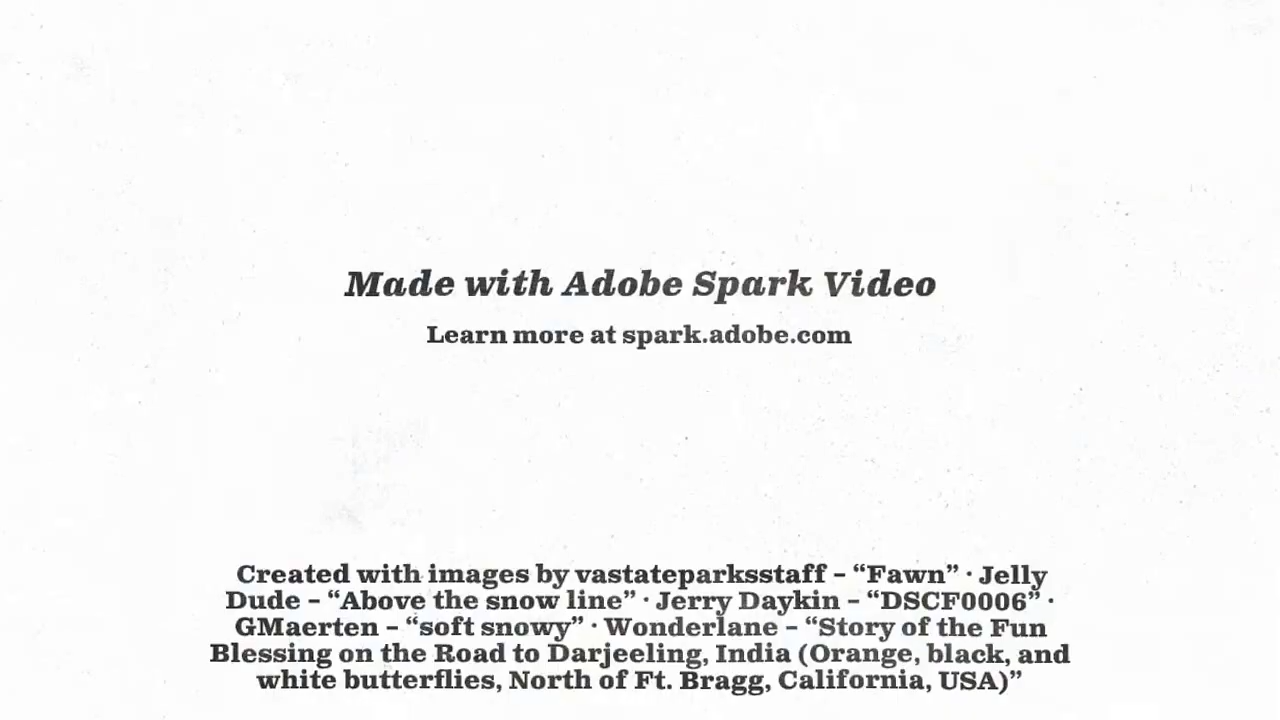 Made with Adobe Spark Video
Learn more at spark.adobe.com
Created with images by vastateparksstaff – “Fawn” · Jelly
Dude – “Above the snow line” · Jerry Daykin – “DSCF0006” ·
GMaerten – “soft snowy” · Wonderlane – “Story of the Fun
Blessing on the Road to Darjeeling, India (Orange, black, and
white butterflies, North of Ft. Bragg, California, USA)”